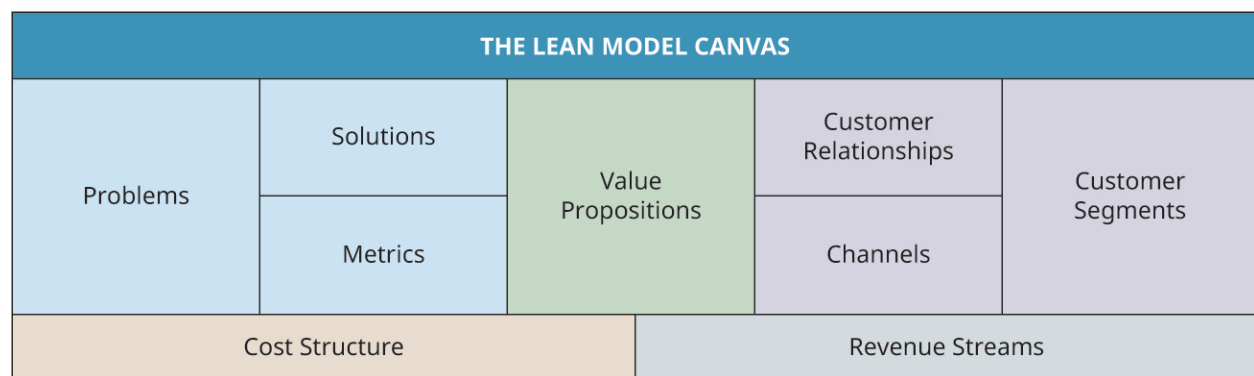 THE LEAN MODEL CANVAS
Problems
Solutions
Metrics
Value
Propositions
Customer
Relationships
Channels
Customer
Segments
Cost Structure
Revenue Streams